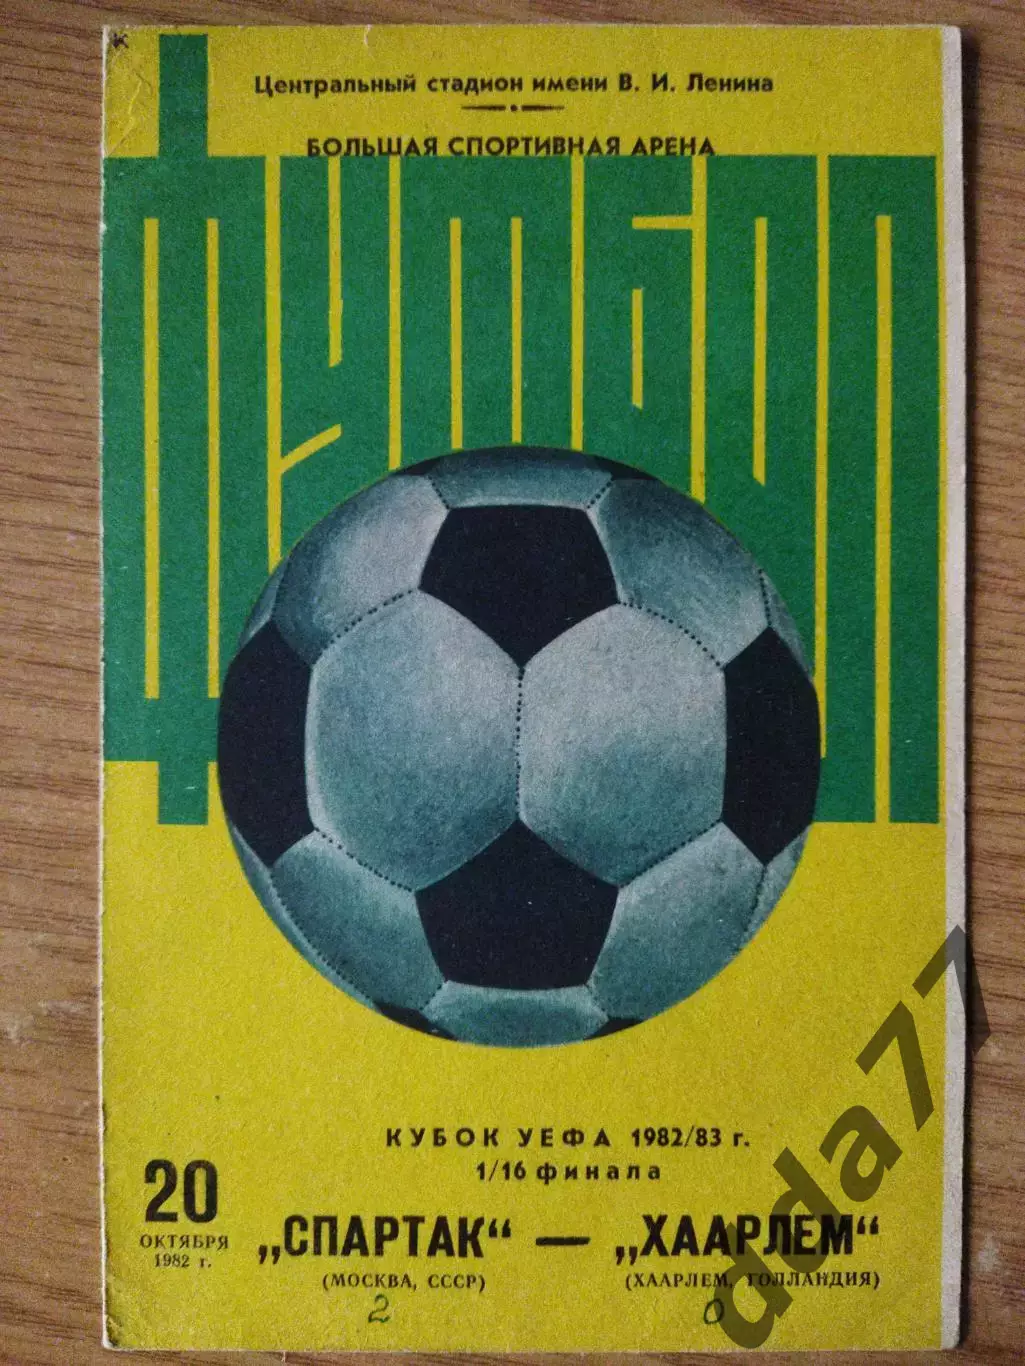 Центральный стадион имени В. И. Ленина
БОЛЬШАЯ СПОРТИВНАЯ АРЕНА
ФУТБОЛ
КУБОК УЕФА 1982/83 г.
1/16 финала
20
ОКТЯБРЯ
1982 г.
„СПАРТАК“ — „ХААРЛЕМ“
(МОСКВА, СССР) (ХААРЛЕМ, ГОЛЛАНДИЯ)
2 0
dda77